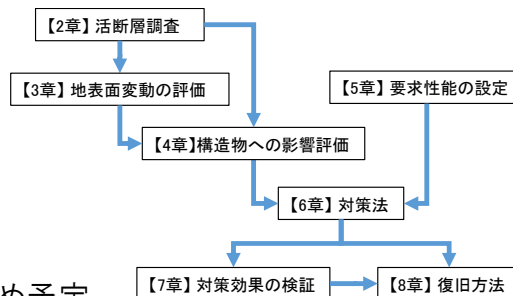 【2章】活断層調査
【3章】地表面変動の評価
【5章】要求性能の設定
【4章】構造物への影響評価
【6章】対策法
【7章】対策効果の検証
【8章】復旧方法
め予定